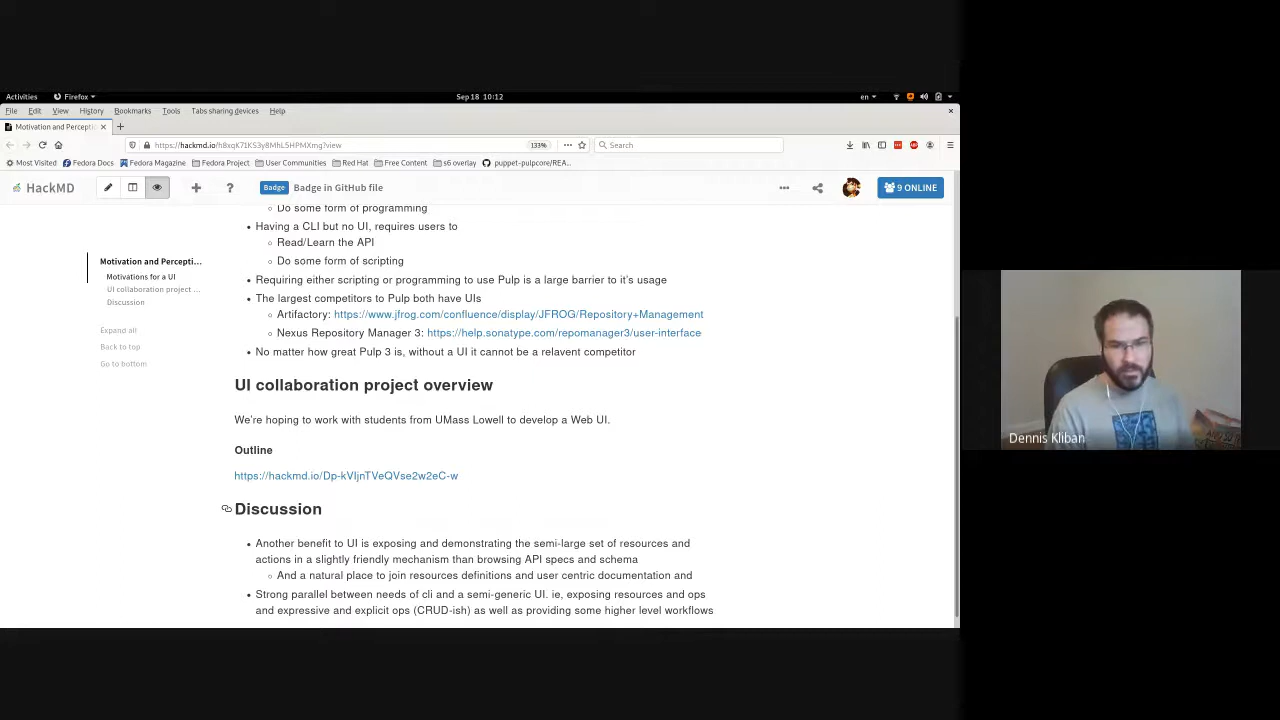 Activities Firefox Sep 18 10:12 en
File Edit View History Bookmarks Tools Tabs sharing devices Help
Motivation and Percepti
https://hackmd.io/h8xqX71KS3y8MhL5HPMXmg?view 133% Search
Most Visited Fedora Docs Fedora Magazine Fedora Project User Communities Red Hat Free Content s6 overlay puppet-pulpcore/REA...
HackMD Badge Badge in GitHub file 9 ONLINE
Motivation and Percepti...
Motivations for a UI
UI collaboration project ...
Discussion
Expand all
Back to top
Go to bottom
Do some form of programming
Having a CLI but no UI, requires users to
Read/Learn the API
Do some form of scripting
Requiring either scripting or programming to use Pulp is a large barrier to it's usage
The largest competitors to Pulp both have UIs
Artifactory: https://www.jfrog.com/confluence/display/JFROG/Repository+Management
Nexus Repository Manager 3: https://help.sonatype.com/repomanager3/user-interface
No matter how great Pulp 3 is, without a UI it cannot be a relavent competitor
UI collaboration project overview
We're hoping to work with students from UMass Lowell to develop a Web UI.
Outline
https://hackmd.io/Dp-kVIjnTVeQVse2w2eC-w
Discussion
Another benefit to UI is exposing and demonstrating the semi-large set of resources and
actions in a slightly friendly mechanism than browsing API specs and schema
And a natural place to join resources definitions and user centric documentation and
Strong parallel between needs of cli and a semi-generic UI. ie, exposing resources and ops
and expressive and explicit ops (CRUD-ish) as well as providing some higher level workflows
Dennis Kliban